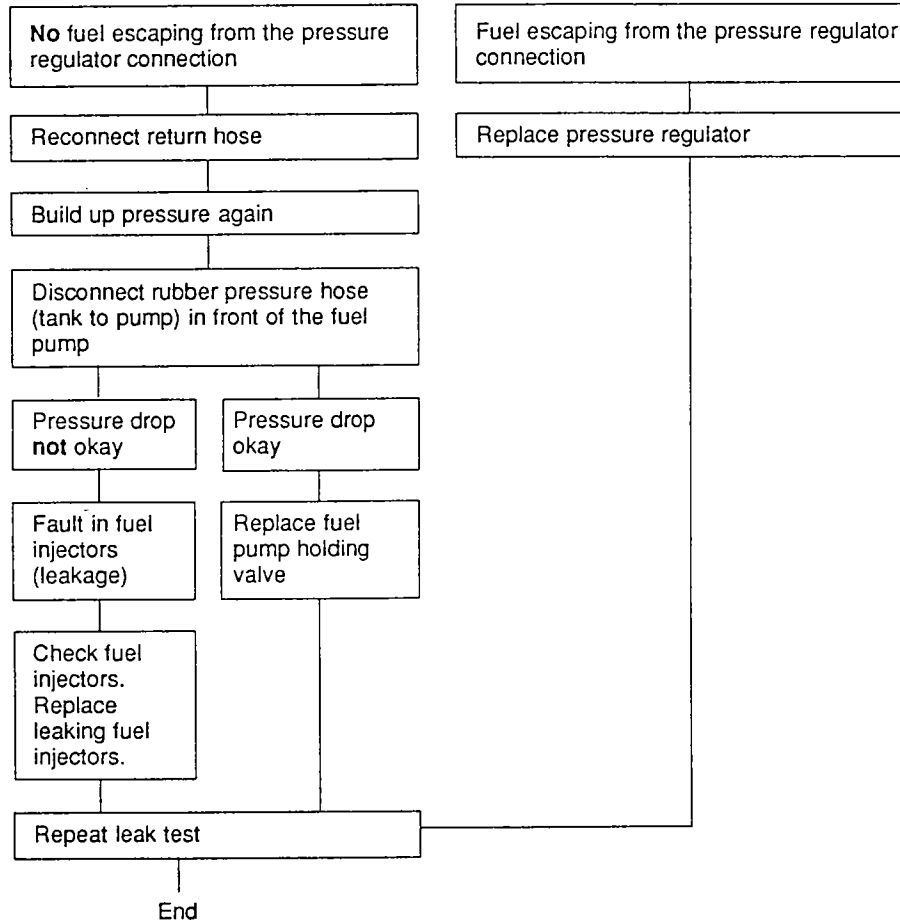 No fuel escaping from the pressure
regulator connection
Fuel escaping from the pressure regulator
connection
Reconnect return hose
Replace pressure regulator
Build up pressure again
Disconnect rubber pressure hose
(tank to pump) in front of the fuel
pump
Pressure drop
not okay
Pressure drop
okay
Fault in fuel
injectors
(leakage)
Replace fuel
pump holding
valve
Check fuel
injectors.
Replace
leaking fuel
injectors.
Repeat leak test
End